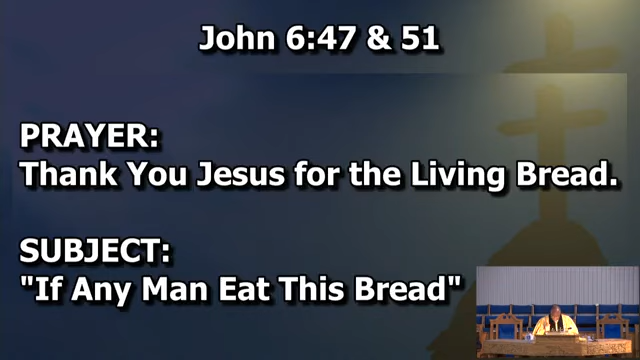 John 6:47 & 51
PRAYER:
Thank You Jesus for the Living Bread.
SUBJECT:
"If Any Man Eat This Bread"